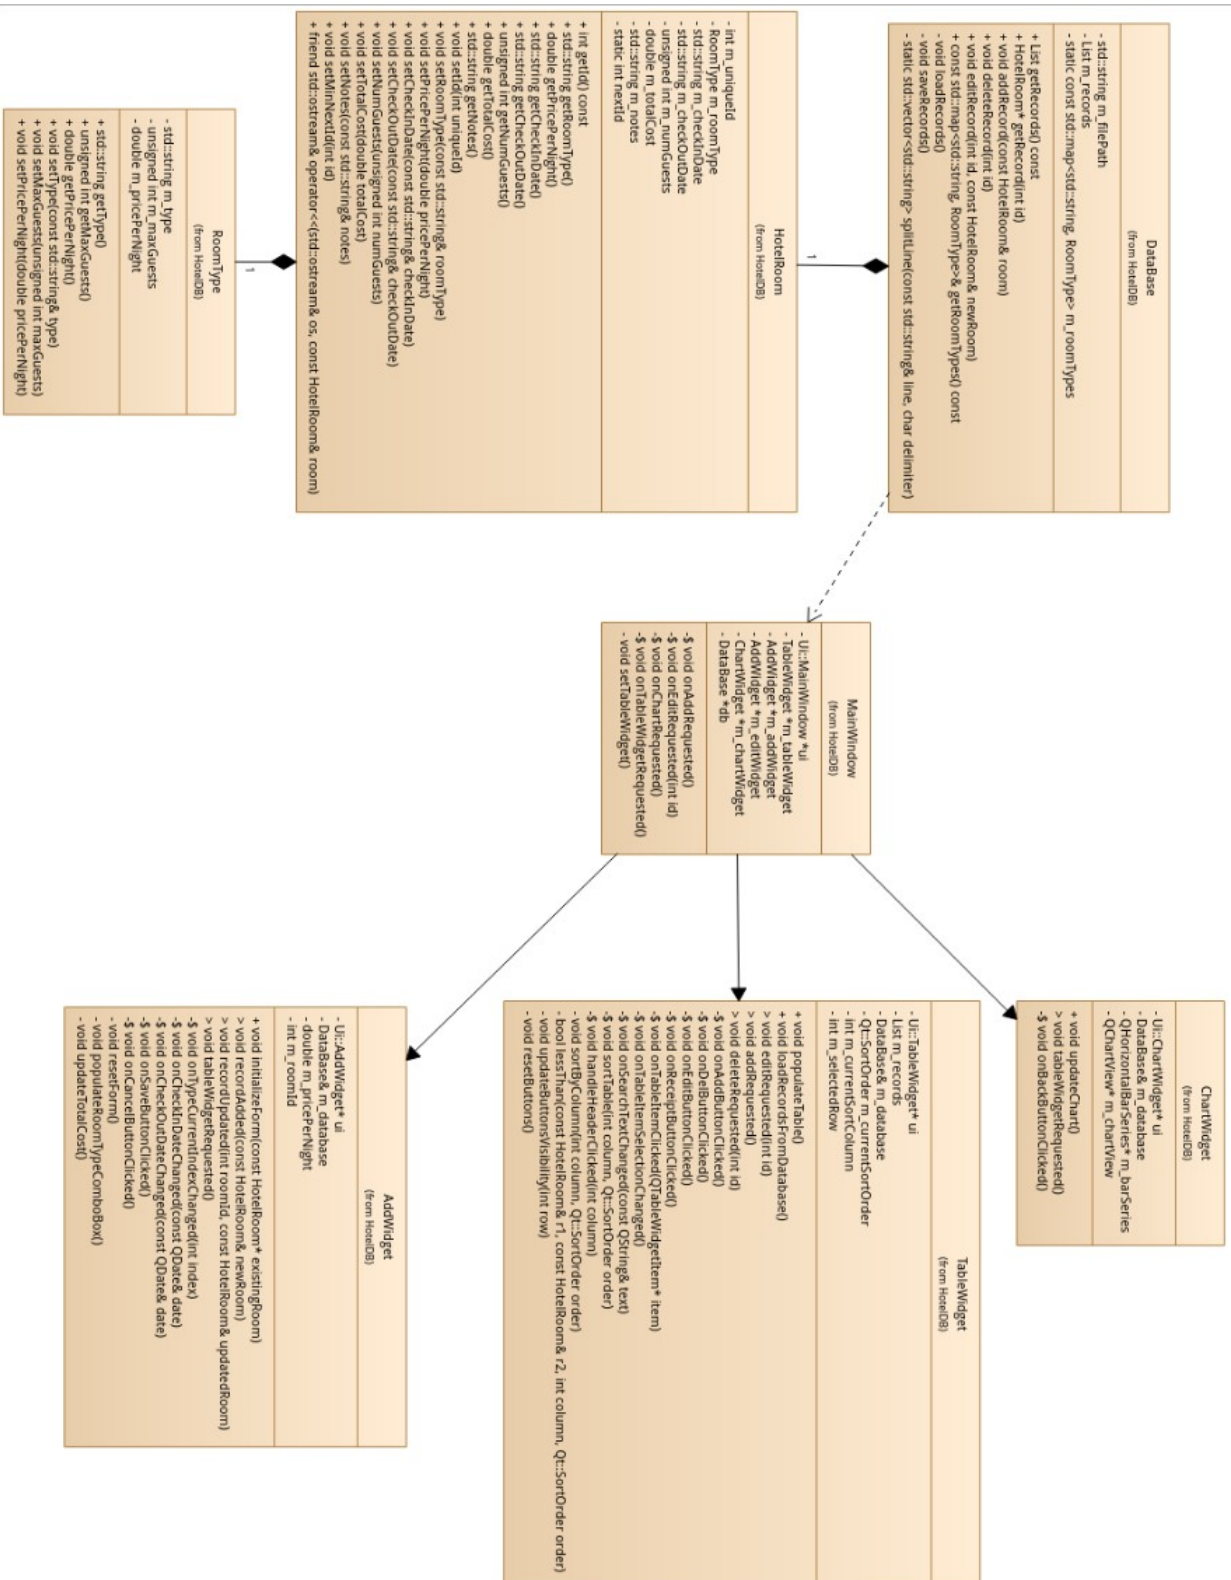 DataBase
(from HotelDB)
- std::string m_filePath
- List m_records
- static const std::map<std::string, RoomType> m_roomTypes
+ List getRecords() const
+ HotelRoom* getRecord(int id)
+ void addRecord(const HotelRoom& room)
+ void deleteRecord(int id)
+ void editRecord(int id, const HotelRoom& newRoom)
+ const std::map<std::string, RoomType>& getRoomTypes() const
- void loadRecords()
- void saveRecords()
- static std::vector<std::string> splitLine(const std::string& line, char delimiter)
1
HotelRoom
(from HotelDB)
- int m_uniqueId
- RoomType m_roomType
- std::string m_checkInDate
- std::string m_checkOutDate
- unsigned int m_numGuests
- double m_totalCost
- std::string m_notes
- static int nextId
+ int getId() const
+ std::string getRoomType()
+ double getPricePerNight()
+ std::string getCheckInDate()
+ std::string getCheckOutDate()
+ unsigned int getNumGuests()
+ double getTotalCost()
+ std::string getNotes()
+ void setId(int uniqueId)
+ void setRoomType(const std::string& roomType)
+ void setPricePerNight(double pricePerNight)
+ void setCheckInDate(const std::string& checkInDate)
+ void setCheckOutDate(const std::string& checkOutDate)
+ void setNumGuests(unsigned int numGuests)
+ void setTotalCost(double totalCost)
+ void setNotes(const std::string& notes)
+ void setMinNextId(int id)
+ friend std::ostream& operator<<(std::ostream& os, const HotelRoom& room)
1
RoomType
(from HotelDB)
- std::string m_type
- unsigned int m_maxGuests
- double m_pricePerNight
+ std::string getType()
+ unsigned int getMaxGuests()
+ double getPricePerNight()
+ void setType(const std::string& type)
+ void setMaxGuests(unsigned int maxGuests)
+ void setPricePerNight(double pricePerNight)
MainWindow
(from HotelDB)
- Ui::MainWindow *ui
- TableWidget *m_tableWidget
- AddWidget *m_addWidget
- AddWidget *m_editWidget
- ChartWidget *m_chartWidget
- DataBase *db
-$ void onAddRequested()
-$ void onEditRequested(int id)
-$ void onChartRequested()
-$ void onTableWidgetRequested()
- void setTableWidget()
ChartWidget
(from HotelDB)
- Ui::ChartWidget* ui
- DataBase& m_database
- QHorizontalBarSeries* m_barSeries
- QChartView* m_chartView
+ void updateChart()
> void tableWidgetRequested()
-$ void onBackButtonClicked()
TableWidget
(from HotelDB)
- Ui::TableWidget* ui
- List m_records
- DataBase& m_database
- Qt::SortOrder m_currentSortOrder
- int m_currentSortColumn
- int m_selectedRow
+ void populateTable()
+ void loadRecordsFromDatabase()
> void editRequested(int id)
> void addRequested()
> void deleteRequested(int id)
-$ void onAddButtonClicked()
-$ void onDelButtonClicked()
-$ void onEditButtonClicked()
-$ void onReceiptButtonClicked()
-$ void onTableItemClicked(QTableWidgetItem* item)
-$ void onTableItemSelectionChanged()
-$ void onSearchTextChanged(const QString& text)
-$ void sortTable(int column, Qt::SortOrder order)
-$ void handleHeaderClicked(int column)
- void sortByColumn(int column, Qt::SortOrder order)
- bool lessThan(const HotelRoom& r1, const HotelRoom& r2, int column, Qt::SortOrder order)
- void updateButtonsVisibility(int row)
- void resetButtons()
AddWidget
(from HotelDB)
- Ui::AddWidget* ui
- DataBase& m_database
- double m_pricePerNight
- int m_roomId
+ void initializeForm(const HotelRoom* existingRoom)
> void recordAdded(const HotelRoom& newRoom)
> void recordUpdated(int roomId, const HotelRoom& updatedRoom)
> void tableWidgetRequested()
-$ void onTypeCurrentIndexChanged(int index)
-$ void onCheckInDateChanged(const QDate& date)
-$ void onCheckOutDateChanged(const QDate& date)
-$ void onSaveButtonClicked()
-$ void onCancelButtonClicked()
- void resetForm()
- void populateRoomTypeComboBox()
- void updateTotalCost()